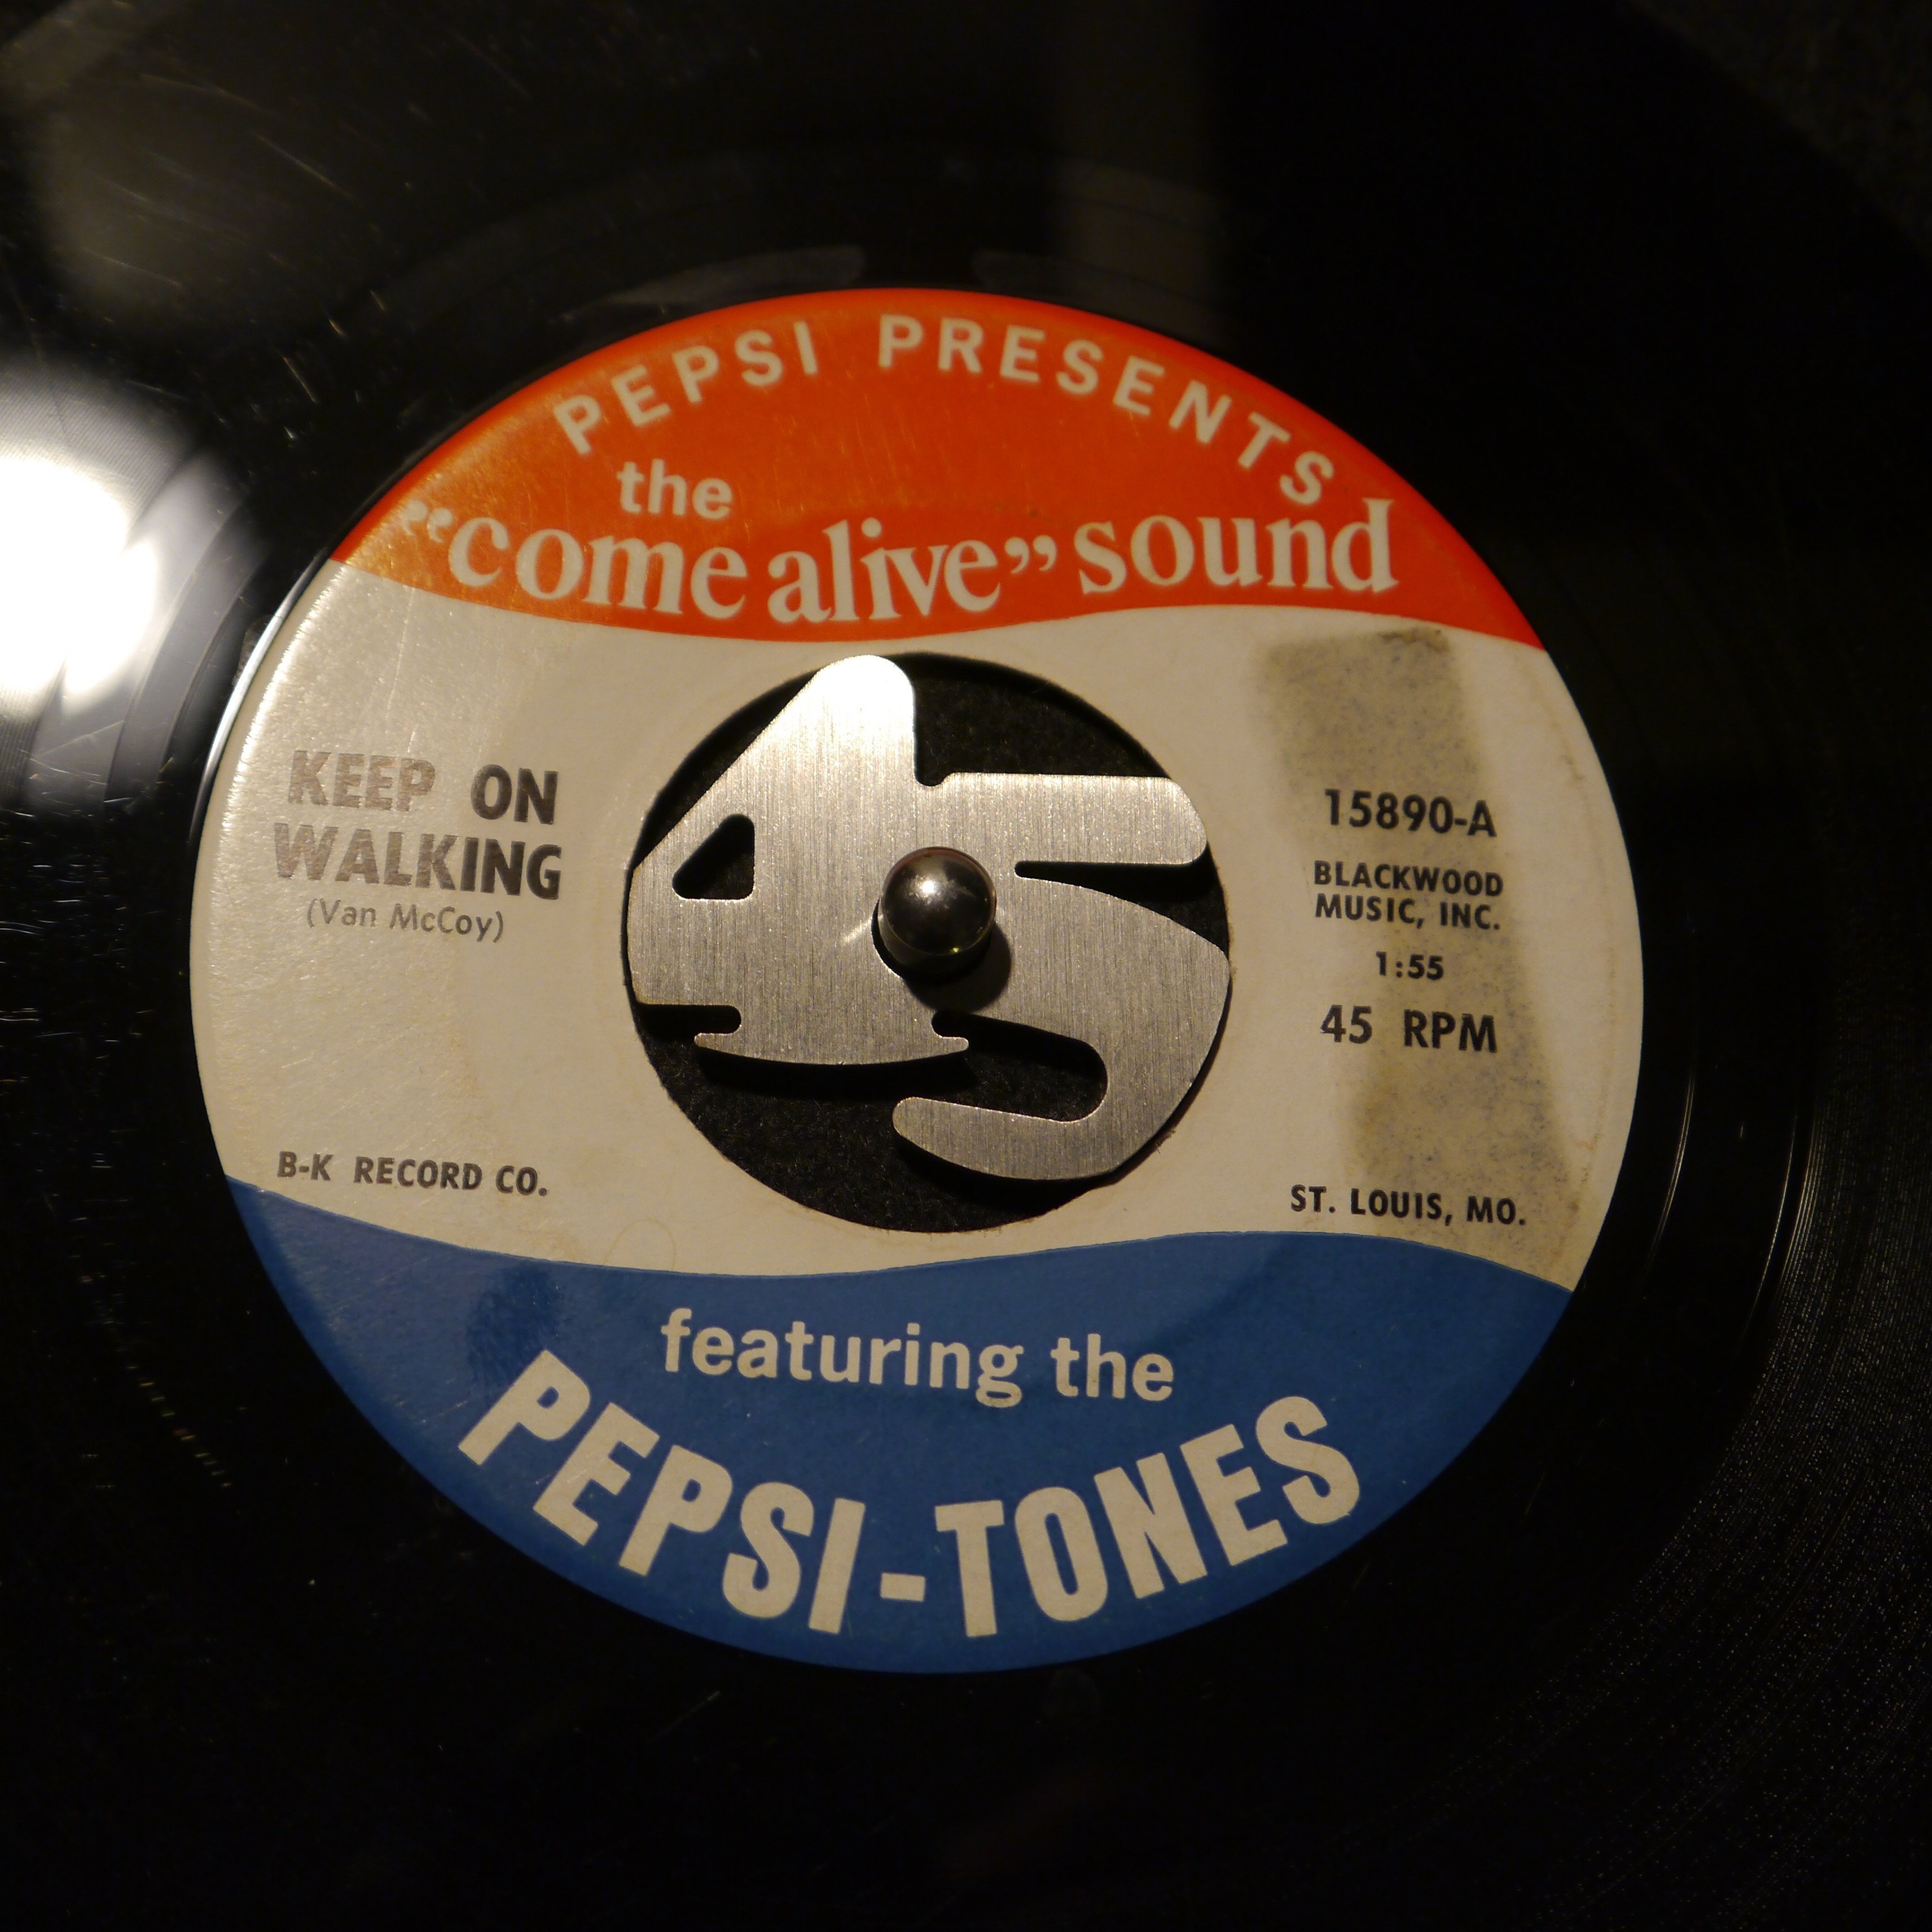 PEPSI PRESENTS
the
“come alive” sound
KEEP ON
WALKING
(Van McCoy)
B-K RECORD CO.
45
15890-A
BLACKWOOD
MUSIC, INC.
1:55
45 RPM
ST. LOUIS, MO.
featuring the
PEPSI-TONES